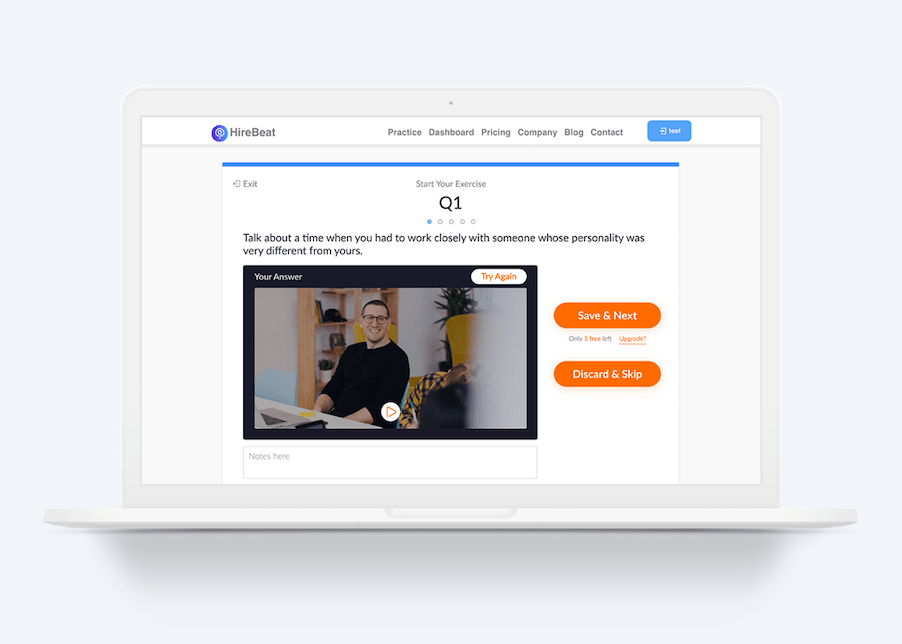 HireBeat
Practice Dashboard Pricing Company Blog Contact
test
Exit
Start Your Exercise
Q1
Talk about a time when you had to work closely with someone whose personality was
very different from yours.
Your Answer
Try Again
Save & Next
Only 5 free left Upgrade?
Discard & Skip
Notes here